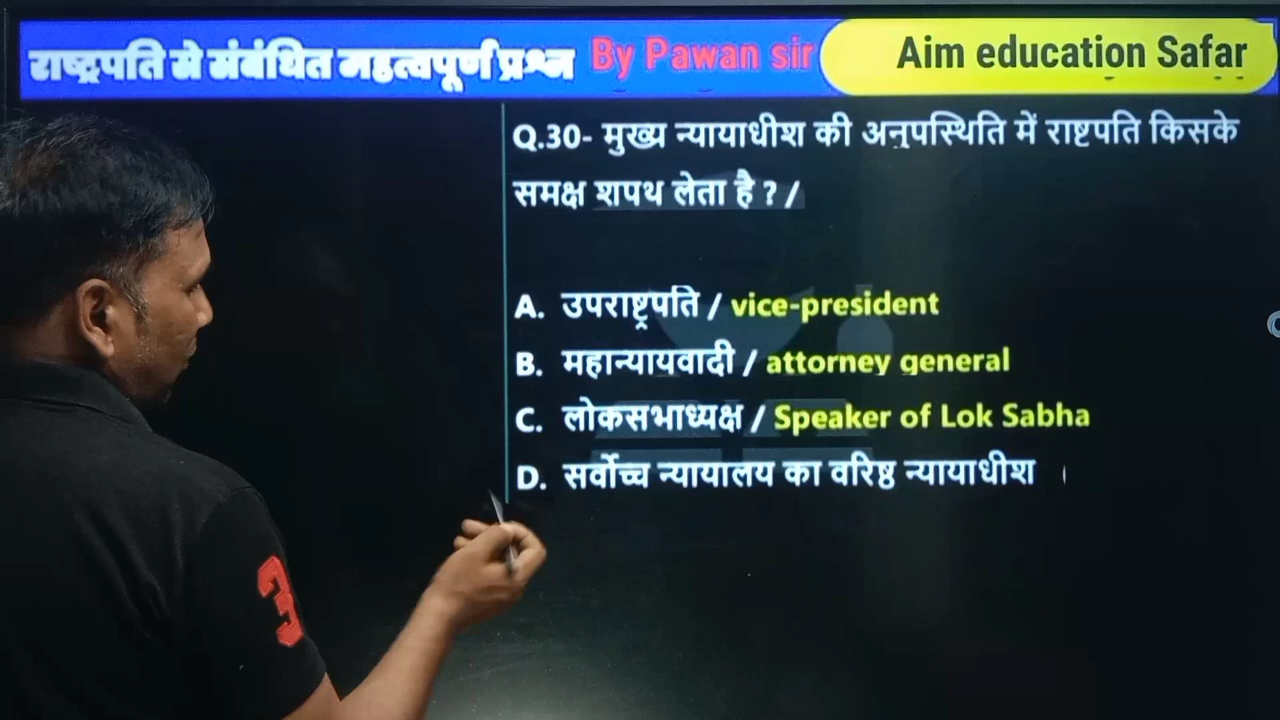 राष्ट्रपति से संबंधित महत्वपूर्ण प्रश्न By Pawan sir Aim education Safar
Q.30- मुख्य न्यायाधीश की अनुपस्थिति में राष्टपति किसके
समक्ष शपथ लेता है ? /
A. उपराष्ट्रपति / vice-president
B. महान्यायवादी / attorney general
C. लोकसभाध्यक्ष / Speaker of Lok Sabha
D. सर्वोच्च न्यायालय का वरिष्ठ न्यायाधीश
3